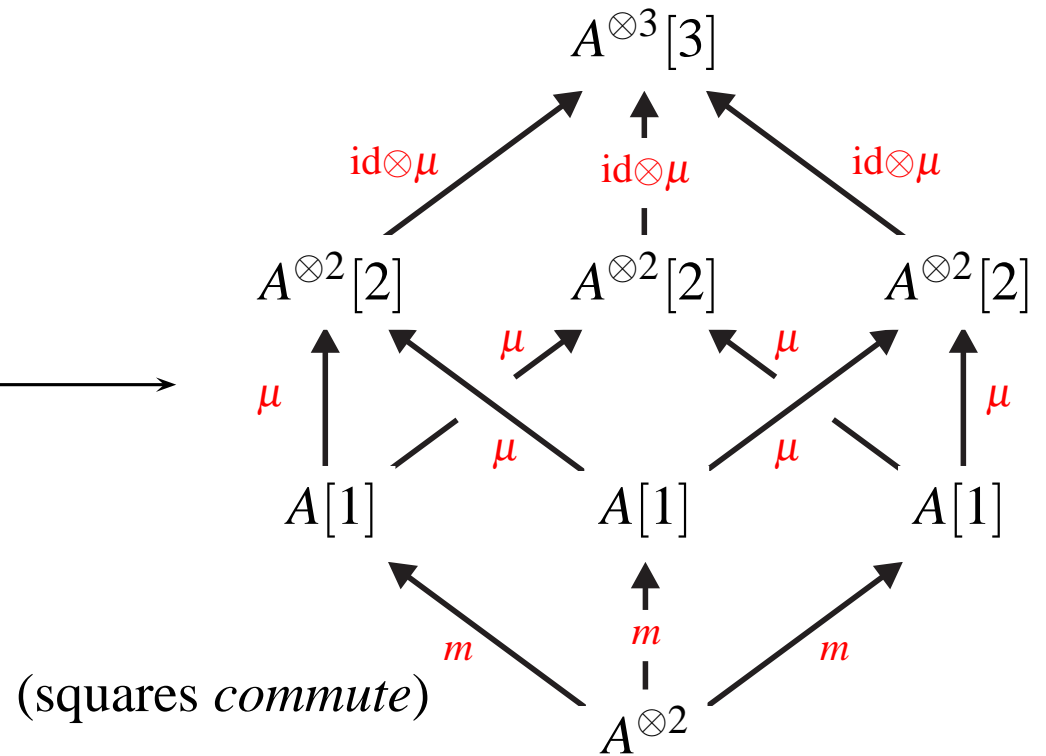 A⊗3[3]
id⊗μ id⊗μ id⊗μ
A⊗2[2] A⊗2[2] A⊗2[2]
μ μ
μ μ
μ μ
A[1] A[1] A[1]
m m m
(squares commute)
A⊗2